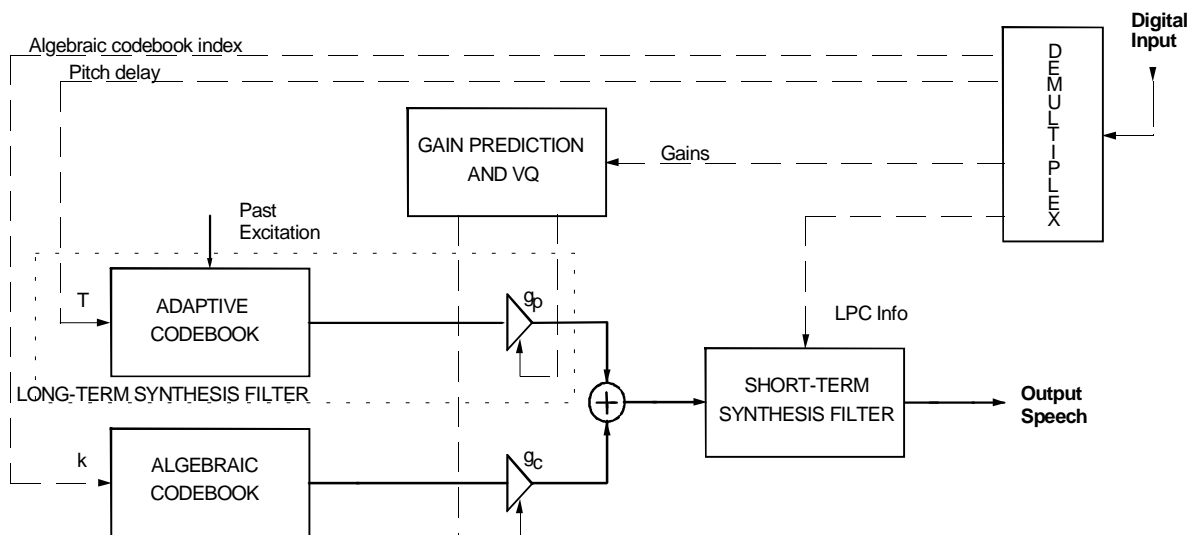 Digital
Input
Algebraic codebook index
Pitch delay
DEMULTIPLEX
GAIN PREDICTION
AND VQ
Gains
Past
Excitation
T
ADAPTIVE
CODEBOOK
gp
LPC Info
LONG-TERM SYNTHESIS FILTER
SHORT-TERM
SYNTHESIS FILTER
Output
Speech
k
ALGEBRAIC
CODEBOOK
gc